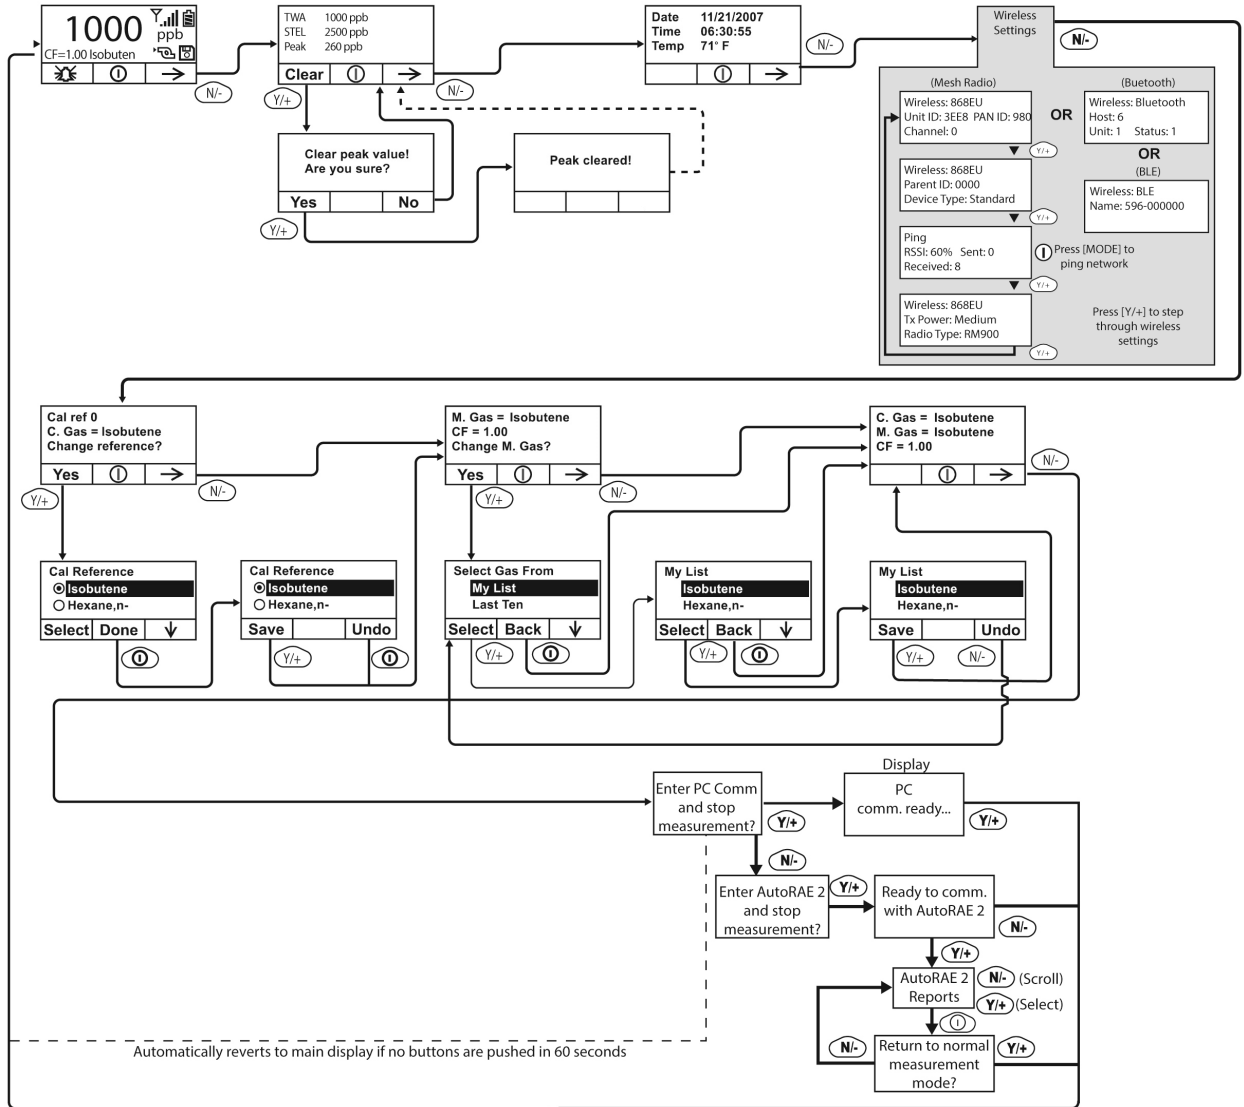 1000
ppb
CF=1.00 Isobuten
N/-
TWA 1000 ppb
STEL 2500 ppb
Peak 260 ppb
Clear
Y/+
N/-
Clear peak value!
Are you sure?
Yes No
Y/+
Peak cleared!
Date 11/21/2007
Time 06:30:55
Temp 71° F
N/-
Wireless
Settings
N/-
(Mesh Radio)
Wireless: 868EU
Unit ID: 3EE8 PAN ID: 980
Channel: 0
Y/+
Wireless: 868EU
Parent ID: 0000
Device Type: Standard
Y/+
Ping
RSSI: 60% Sent: 0
Received: 8
Y/+
Wireless: 868EU
Tx Power: Medium
Radio Type: RM900
Y/+
OR
(Buetooth)
Wireless: Bluetooth
Host: 6
Unit: 1 Status: 1
OR
(BLE)
Wireless: BLE
Name: 596-000000
Press [MODE] to
ping network
Press [Y/+] to step
through wireless
settings
Cal ref 0
C. Gas = Isobutene
Change reference?
Yes
Y/+
N/-
M. Gas = Isobutene
CF = 1.00
Change M. Gas?
Yes
Y/+
N/-
C. Gas = Isobutene
M. Gas = Isobutene
CF = 1.00
N/-
Cal Reference
Isobutene
Hexane,n-
Select Done
Cal Reference
Isobutene
Hexane,n-
Save Undo
Y/+
Select Gas From
My List
Last Ten
Select Back
Y/+
My List
Isobutene
Hexane,n-
Select Back
Y/+
My List
Isobutene
Hexane,n-
Save Undo
Y/+ N/-
Enter PC Comm
and stop
measurement?
Y/+
N/-
Display
PC
comm. ready...
Y/+
Enter AutoRAE 2
and stop
measurement?
Y/+
Ready to comm.
with AutoRAE 2
N/-
Y/+
AutoRAE 2
Reports
N/- (Scroll)
Y/+ (Select)
Return to normal
measurement
mode?
N/-
Y/+
Automatically reverts to main display if no buttons are pushed in 60 seconds